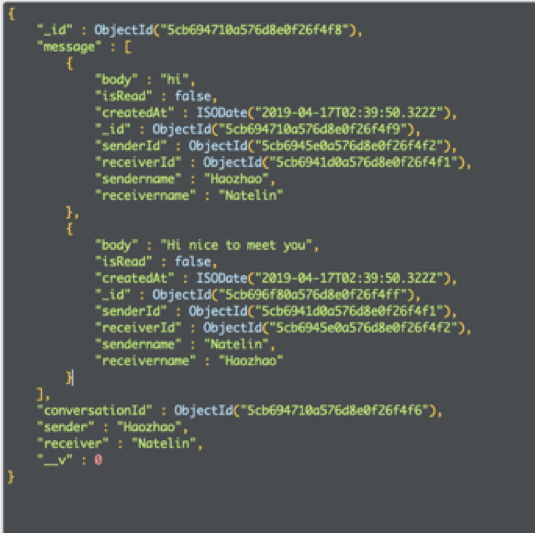 {
"_id" : ObjectId("5cb694710a576d8e0f26f4f8"),
"message" : [
{
"body" : "hi",
"isRead" : false,
"createdAt" : ISODate("2019-04-17T02:39:50.322Z"),
"_id" : ObjectId("5cb694710a576d8e0f26f4f9"),
"senderId" : ObjectId("5cb6945e0a576d8e0f26f4f2"),
"receiverId" : ObjectId("5cb6941d0a576d8e0f26f4f1"),
"sendername" : "Haozhao",
"receivername" : "Natelin"
},
{
"body" : "Hi nice to meet you",
"isRead" : false,
"createdAt" : ISODate("2019-04-17T02:39:50.322Z"),
"_id" : ObjectId("5cb696f80a576d8e0f26f4ff"),
"senderId" : ObjectId("5cb6941d0a576d8e0f26f4f1"),
"receiverId" : ObjectId("5cb6945e0a576d8e0f26f4f2"),
"sendername" : "Natelin",
"receivername" : "Haozhao"
}
],
"conversationId" : ObjectId("5cb694710a576d8e0f26f4f6"),
"sender" : "Haozhao",
"receiver" : "Natelin",
"__v" : 0
}